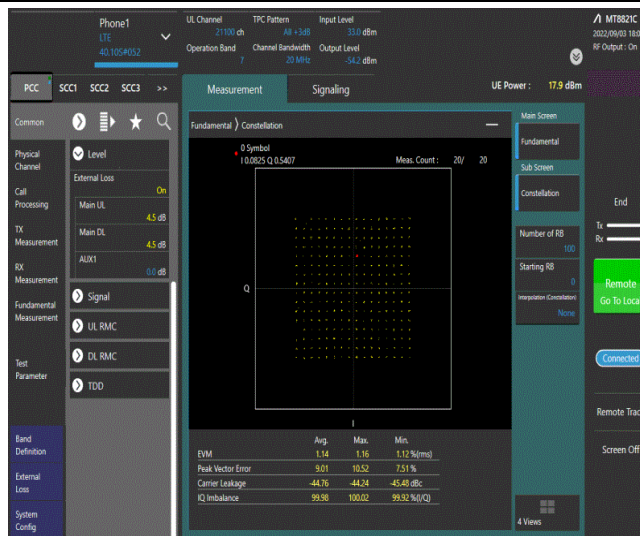 Phone1
LTE
40.105#052
UL Channel
21100 ch
Operation Band
7
TPC Pattern
All +3dB
Channel Bandwidth
20 MHz
Input Level
33.0 dBm
Output Level
-54.2 dBm
MT8821C
2022/09/03 18:0
RF Output : On
PCC
SCC1
SCC2
SCC3
>>
Measurement
Signaling
UE Power :
17.9 dBm
Common
Physical
Channel
Call
Processing
TX
Measurement
RX
Measurement
Fundamental
Measurement
Test
Parameter
Band
Definition
External
Loss
System
Config
Level
External Loss
On
Main UL
4.5 dB
Main DL
4.5 dB
AUX1
0.0 dB
Signal
UL RMC
DL RMC
TDD
Fundamental
Constellation
0 Symbol
I 0.0825 Q 0.5407
Meas. Count : 20/ 20
Q
I
Avg. Max. Min.
EVM 1.14 1.16 1.12 %(rms)
Peak Vector Error 9.01 10.52 7.51 %
Carrier Leakage -44.76 -44.24 -45.48 dBc
IQ Imbalance 99.98 100.02 99.92 %(I/Q)
Main Screen
Fundamental
Sub Screen
Constellation
Number of RB
100
Starting RB
0
Interpolation (Constellation)
None
4 Views
End
Tx
Rx
Remote
Go To Loca
Connected
Remote Trac
Screen Off